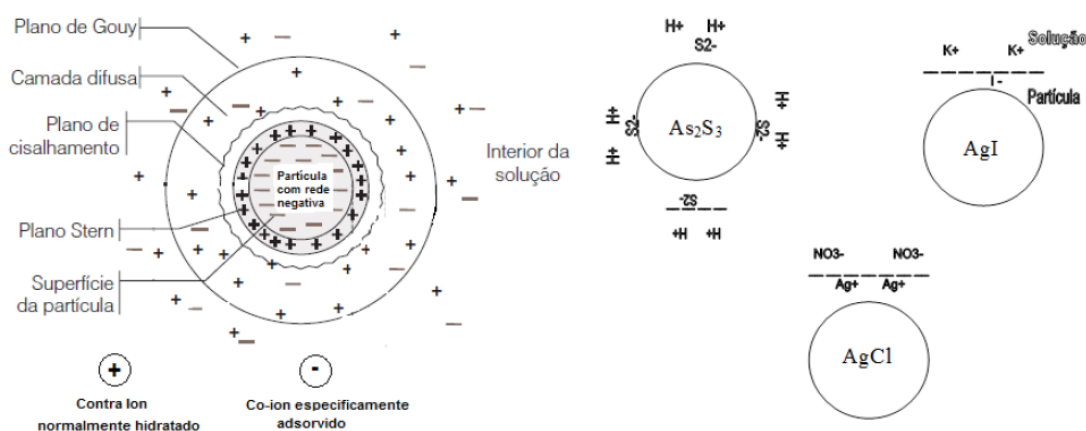 Plano de Gouy
Camada difusa
Plano de
cisalhamento
Plano Stern
Superfície
da partícula
Partícula
com rede
negativa
Interior da
solução
+
Contra Ion
normalmente hidratado
-
Co-ion especificamente
adsorvido
H+ H+
S2-
As₂S₃
H+
S2-
H+
H+
S2-
H+
S2-
H+ H+
K+ K+
Solução
I -
Partícula
AgI
NO3- NO3-
Ag+ Ag+
AgCl